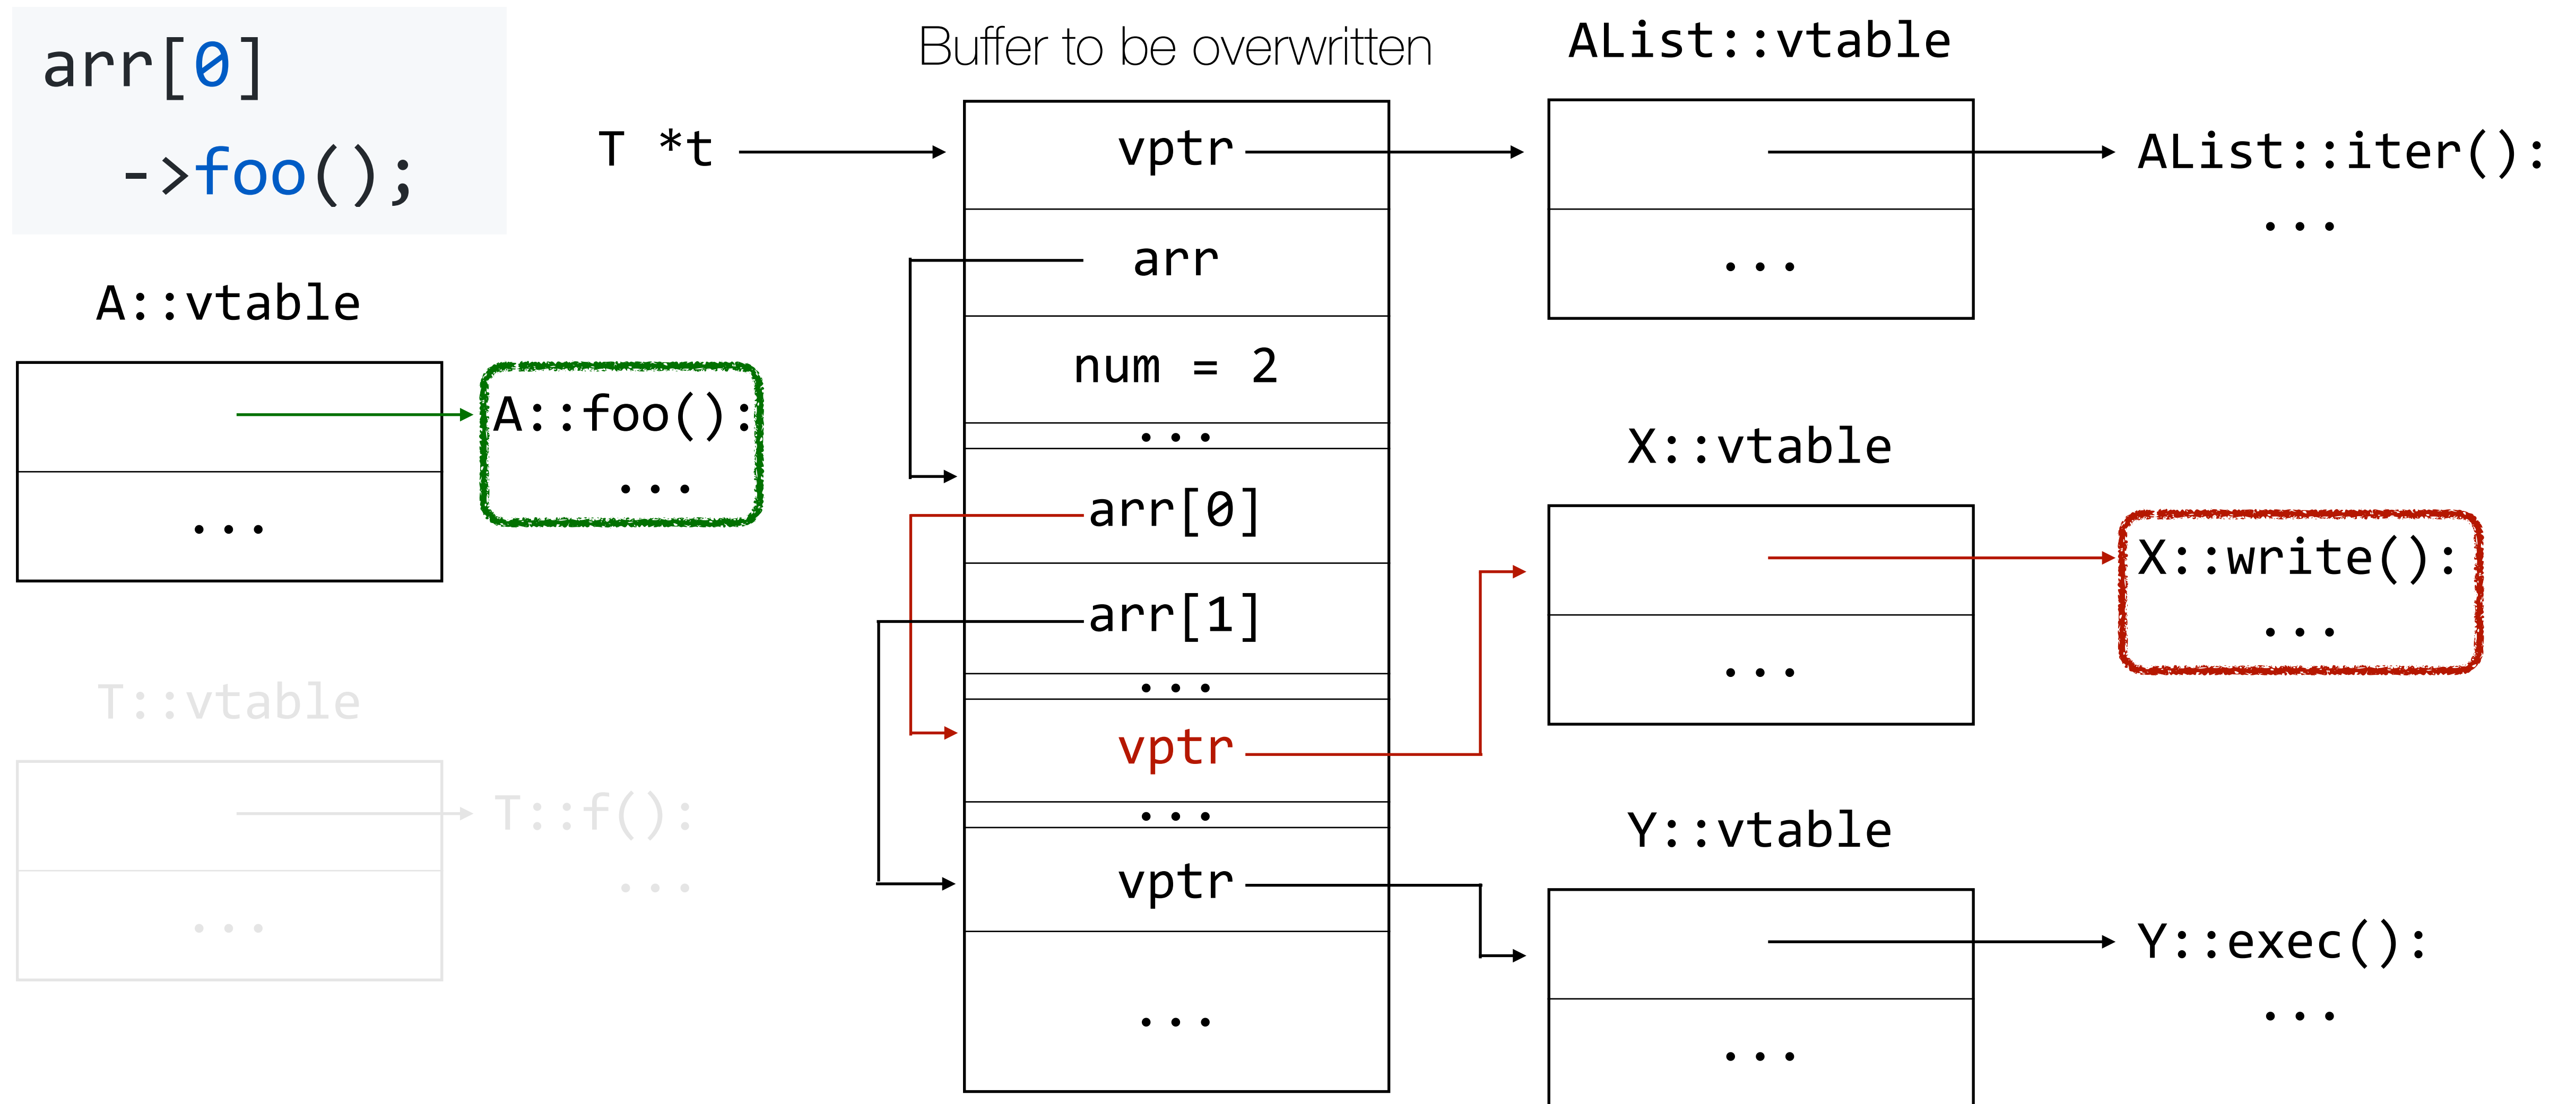 arr[0]
->foo();
A::vtable
A::foo():
...
...
T::vtable
T::f():
...
...
Buffer to be overwritten
T *t
vptr
arr
num = 2
...
arr[0]
arr[1]
...
vptr
...
vptr
...
AList::vtable
AList::iter():
...
...
X::vtable
X::write():
...
...
Y::vtable
Y::exec():
...
...